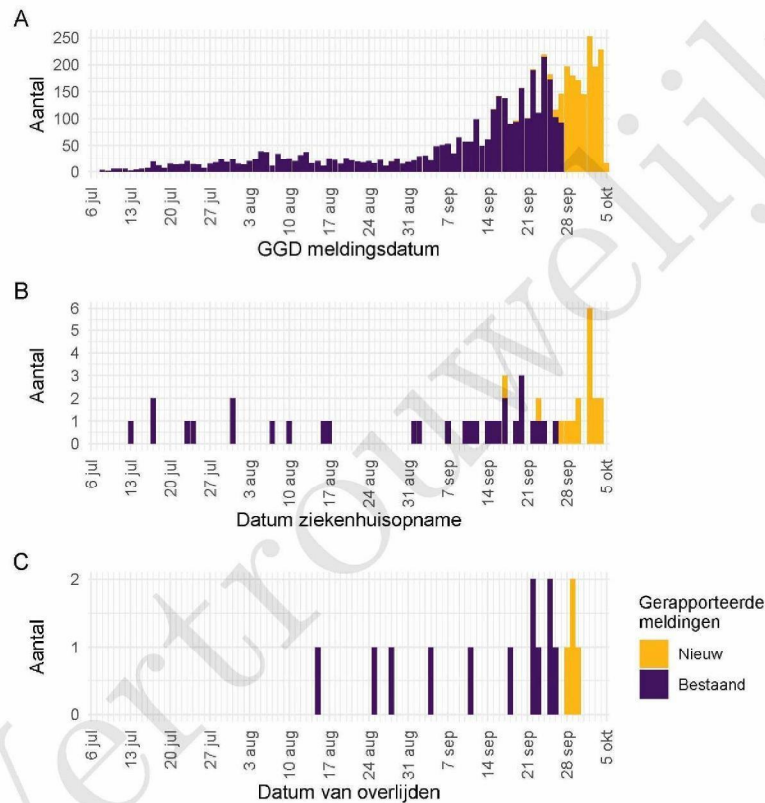 A
Aantal
250
200
150
100
50
0
6 jul
13 jul
20 jul
27 jul
3 aug
10 aug
17 aug
24 aug
31 aug
7 sep
14 sep
21 sep
28 sep
5 okt
GGD meldingsdatum
B
Aantal
6
5
4
3
2
1
0
6 jul
13 jul
20 jul
27 jul
3 aug
10 aug
17 aug
24 aug
31 aug
7 sep
14 sep
21 sep
28 sep
5 okt
Datum ziekenhuisopname
C
Aantal
2
1
0
6 jul
13 jul
20 jul
27 jul
3 aug
10 aug
17 aug
24 aug
31 aug
7 sep
14 sep
21 sep
28 sep
5 okt
Datum van overlijden
Gerapporteerde
meldingen
Nieuw
Bestaand
Vertrouwelijk